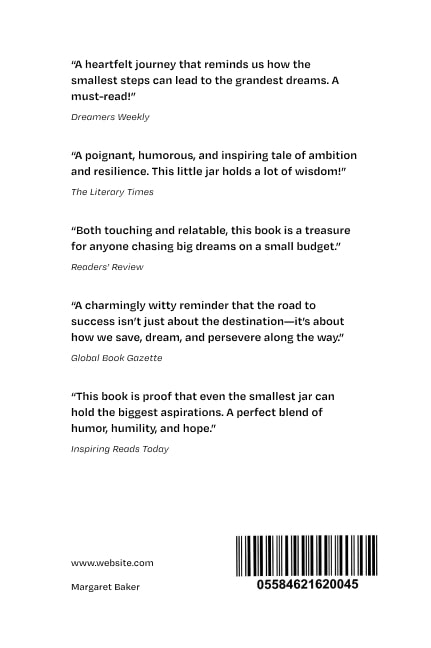 “A heartfelt journey that reminds us how the
smallest steps can lead to the grandest dreams. A
must-read!”
Dreamers Weekly
“A poignant, humorous, and inspiring tale of ambition
and resilience. This little jar holds a lot of wisdom!”
The Literary Times
“Both touching and relatable, this book is a treasure
for anyone chasing big dreams on a small budget.”
Readers’ Review
“A charmingly witty reminder that the road to
success isn’t just about the destination—it’s about
how we save, dream, and persevere along the way.”
Global Book Gazette
“This book is proof that even the smallest jar can
hold the biggest aspirations. A perfect blend of
humor, humility, and hope.”
Inspiring Reads Today
www.website.com
Margaret Baker
05584621620045